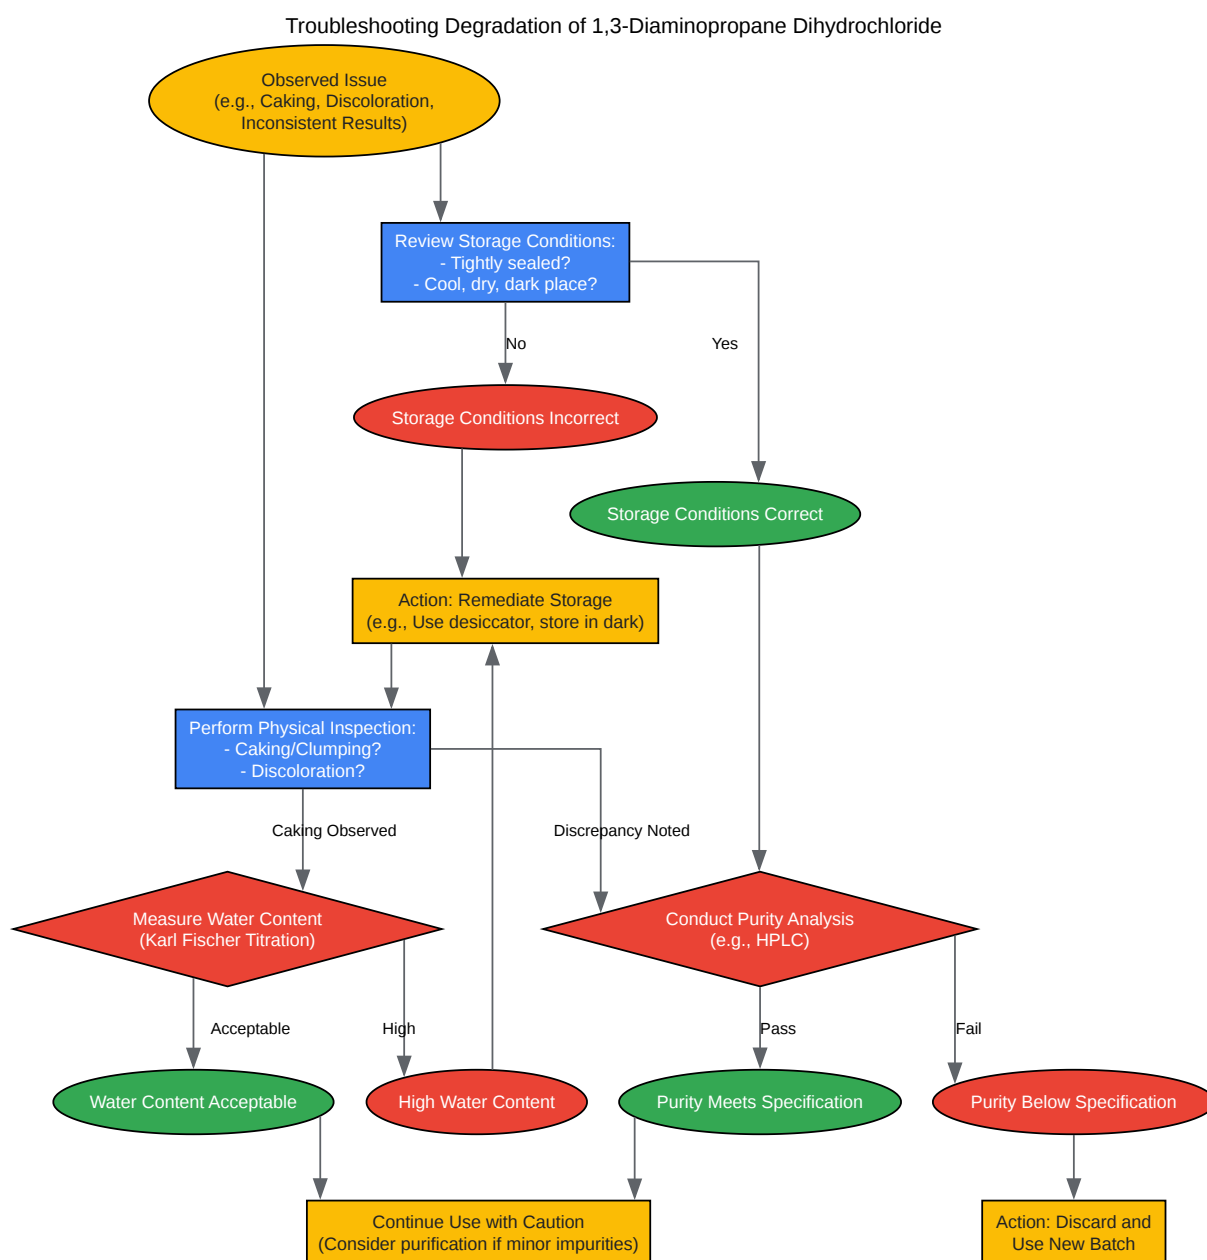 Troubleshooting Degradation of 1,3-Diaminopropane Dihydrochloride
Observed Issue
(e.g., Caking, Discoloration,
Inconsistent Results)
Review Storage Conditions:
- Tightly sealed?
- Cool, dry, dark place?
No
Yes
Storage Conditions Incorrect
Storage Conditions Correct
Action: Remediate Storage
(e.g., Use desiccator, store in dark)
Perform Physical Inspection:
- Caking/Clumping?
- Discoloration?
Caking Observed
Discrepancy Noted
Measure Water Content
(Karl Fischer Titration)
Conduct Purity Analysis
(e.g., HPLC)
Acceptable
High
Pass
Fail
Water Content Acceptable
High Water Content
Purity Meets Specification
Purity Below Specification
Continue Use with Caution
(Consider purification if minor impurities)
Action: Discard and
Use New Batch